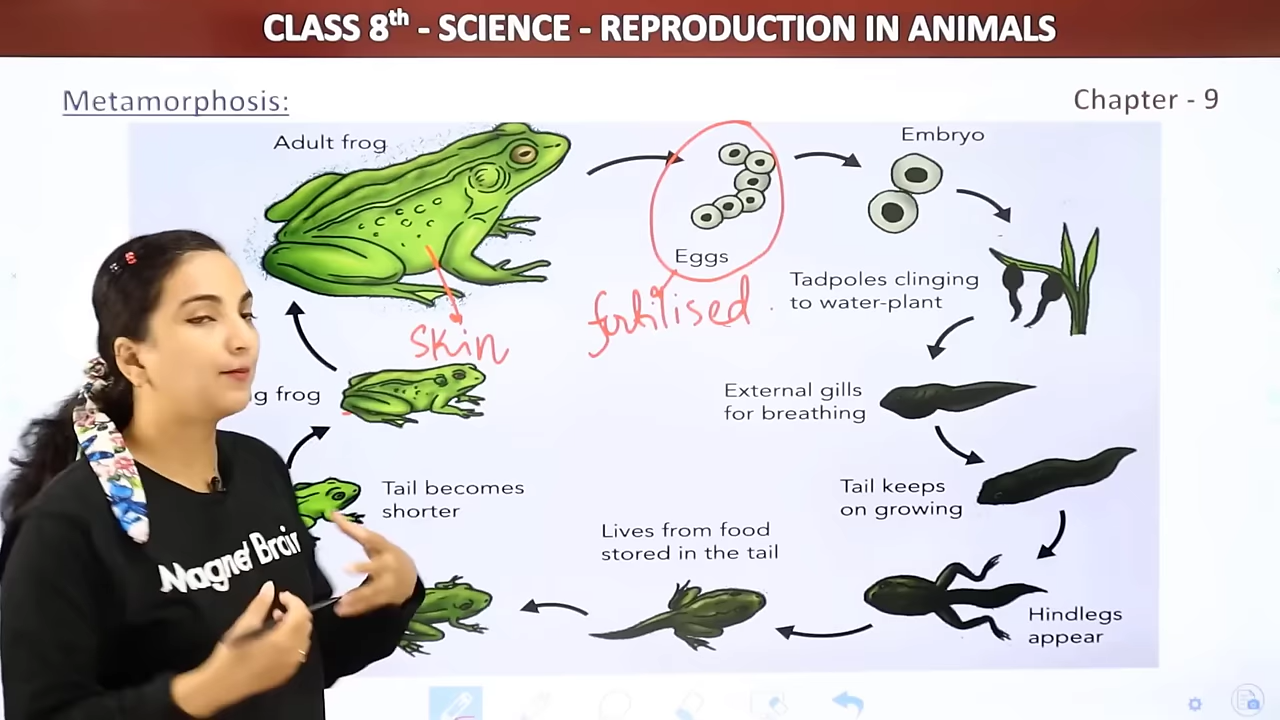 CLASS 8th - SCIENCE - REPRODUCTION IN ANIMALS
Metamorphosis:
Chapter - 9
Adult frog
Embryo
Eggs
fertilised
Tadpoles clinging
to water-plant
skin
External gills
for breathing
g frog
Tail becomes
shorter
Tail keeps
on growing
Lives from food
stored in the tail
Hindlegs
appear
Magnet Brain